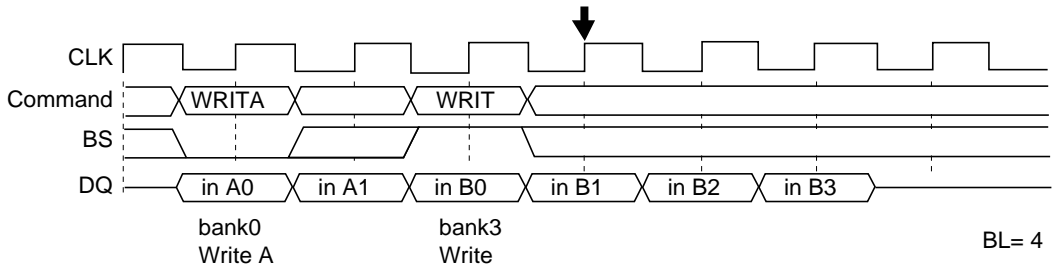 CLK
Command WRITA WRIT
BS
DQ in A0 in A1 in B0 in B1 in B2 in B3
bank0 bank3
Write A Write
BL= 4